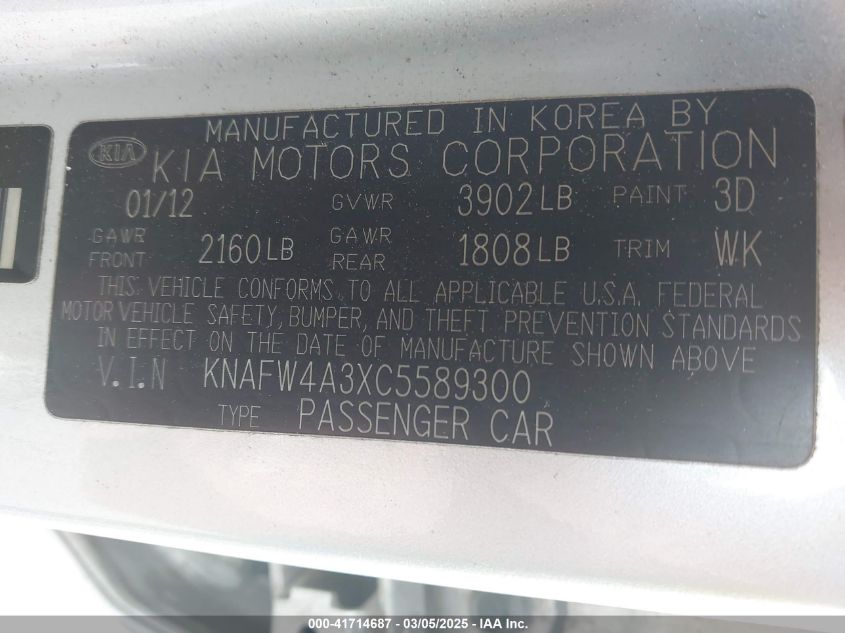 MANUFACTURED IN KOREA BY
KIA KIA MOTORS CORPORATION
01/12 GVWR 3902 LB PAINT 3D
GAWR FRONT 2160 LB GAWR REAR 1808 LB TRIM WK
THIS VEHICLE CONFORMS TO ALL APPLICABLE U.S.A. FEDERAL
MOTOR VEHICLE SAFETY, BUMPER, AND THEFT PREVENTION STANDARDS
IN EFFECT ON THE DATE OF MANUFACTURE SHOWN ABOVE
V.I.N KNAFW4A3XC5589300
TYPE PASSENGER CAR
000-41714687 - 03/05/2025 - IAA Inc.